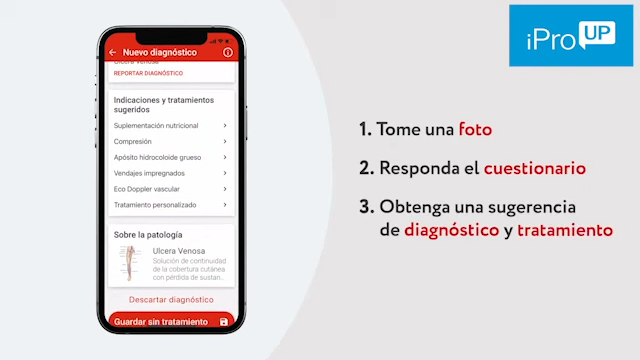 Nuevo diagnóstico
Ulcera Venosa
REPORTAR DIAGNÓSTICO
Indicaciones y tratamientos
sugeridos
Suplementación nutricional
Compresión
Apósito hidrocoloide grueso
Vendajes impregnados
Eco Doppler vascular
Tratamiento personalizado
Sobre la patología
Ulcera Venosa
Solución de continuidad
de la cobertura cutánea
con pérdida de sustan...
Descartar diagnóstico
Guardar sin tratamiento
iPro UP
1. Tome una foto
2. Responda el cuestionario
3. Obtenga una sugerencia
de diagnóstico y tratamiento